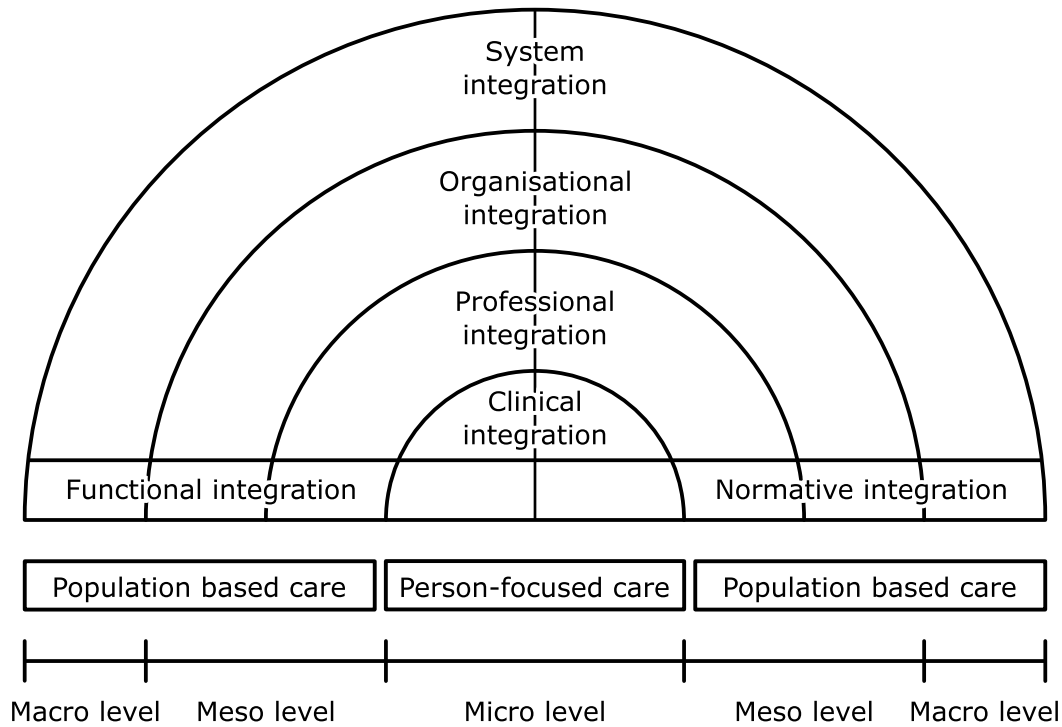 System
integration
Organisational
integration
Professional
integration
Clinical
integration
Functional integration
Normative integration
Population based care
Person-focused care
Population based care
Macro level
Meso level
Micro level
Meso level
Macro level